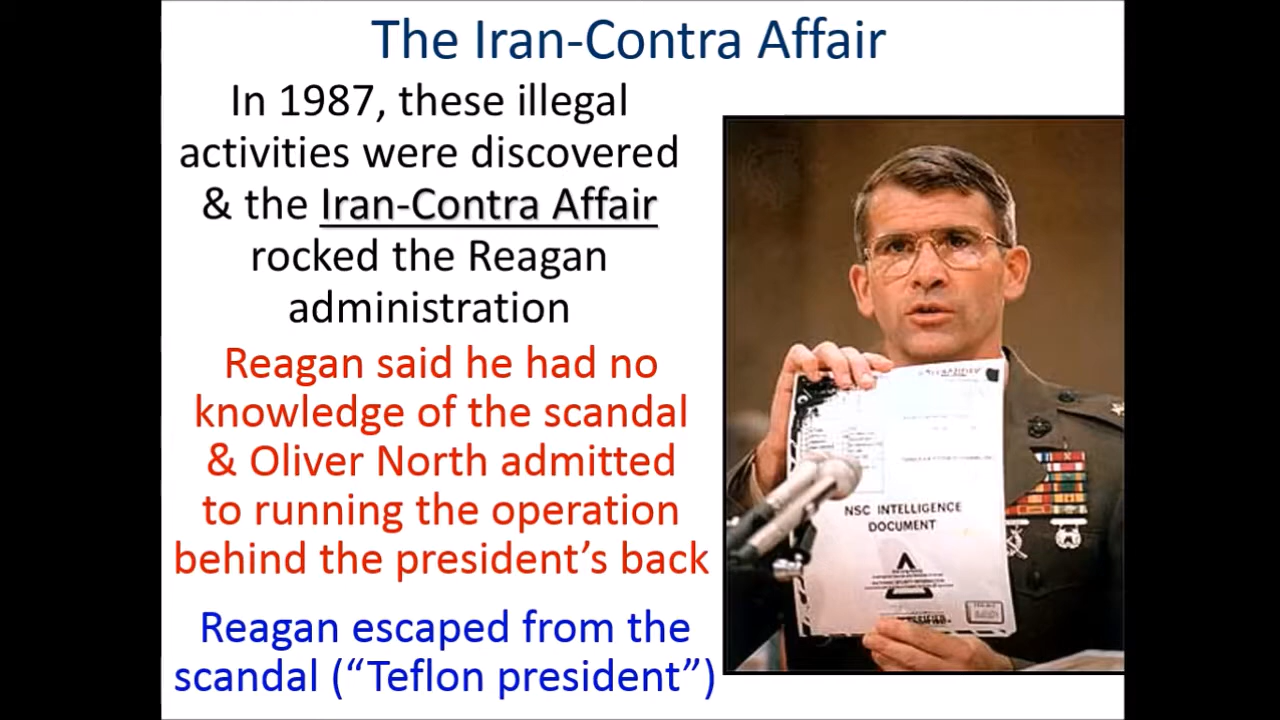 The Iran-Contra Affair
In 1987, these illegal
activities were discovered
& the Iran-Contra Affair
rocked the Reagan
administration
Reagan said he had no
knowledge of the scandal
& Oliver North admitted
to running the operation
behind the president’s back
Reagan escaped from the
scandal (“Teflon president”)
NSC INTELLIGENCE
DOCUMENT